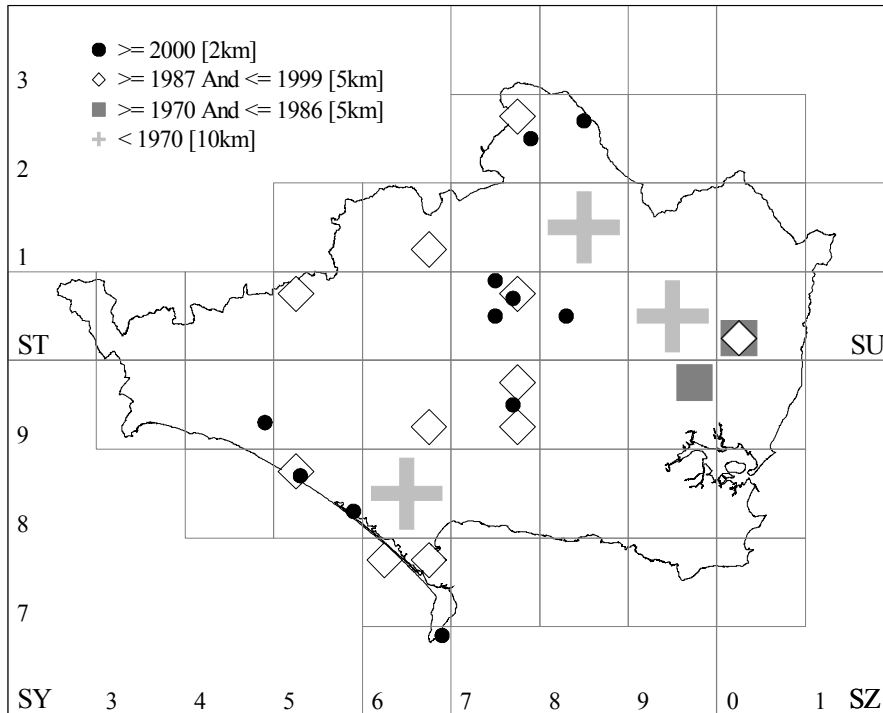 >= 2000 [2km]
>= 1987 And <= 1999 [5km]
>= 1970 And <= 1986 [5km]
< 1970 [10km]
3
2
1
ST SU
9
8
7
SY 3 4 5 6 7 8 9 0 1 SZ